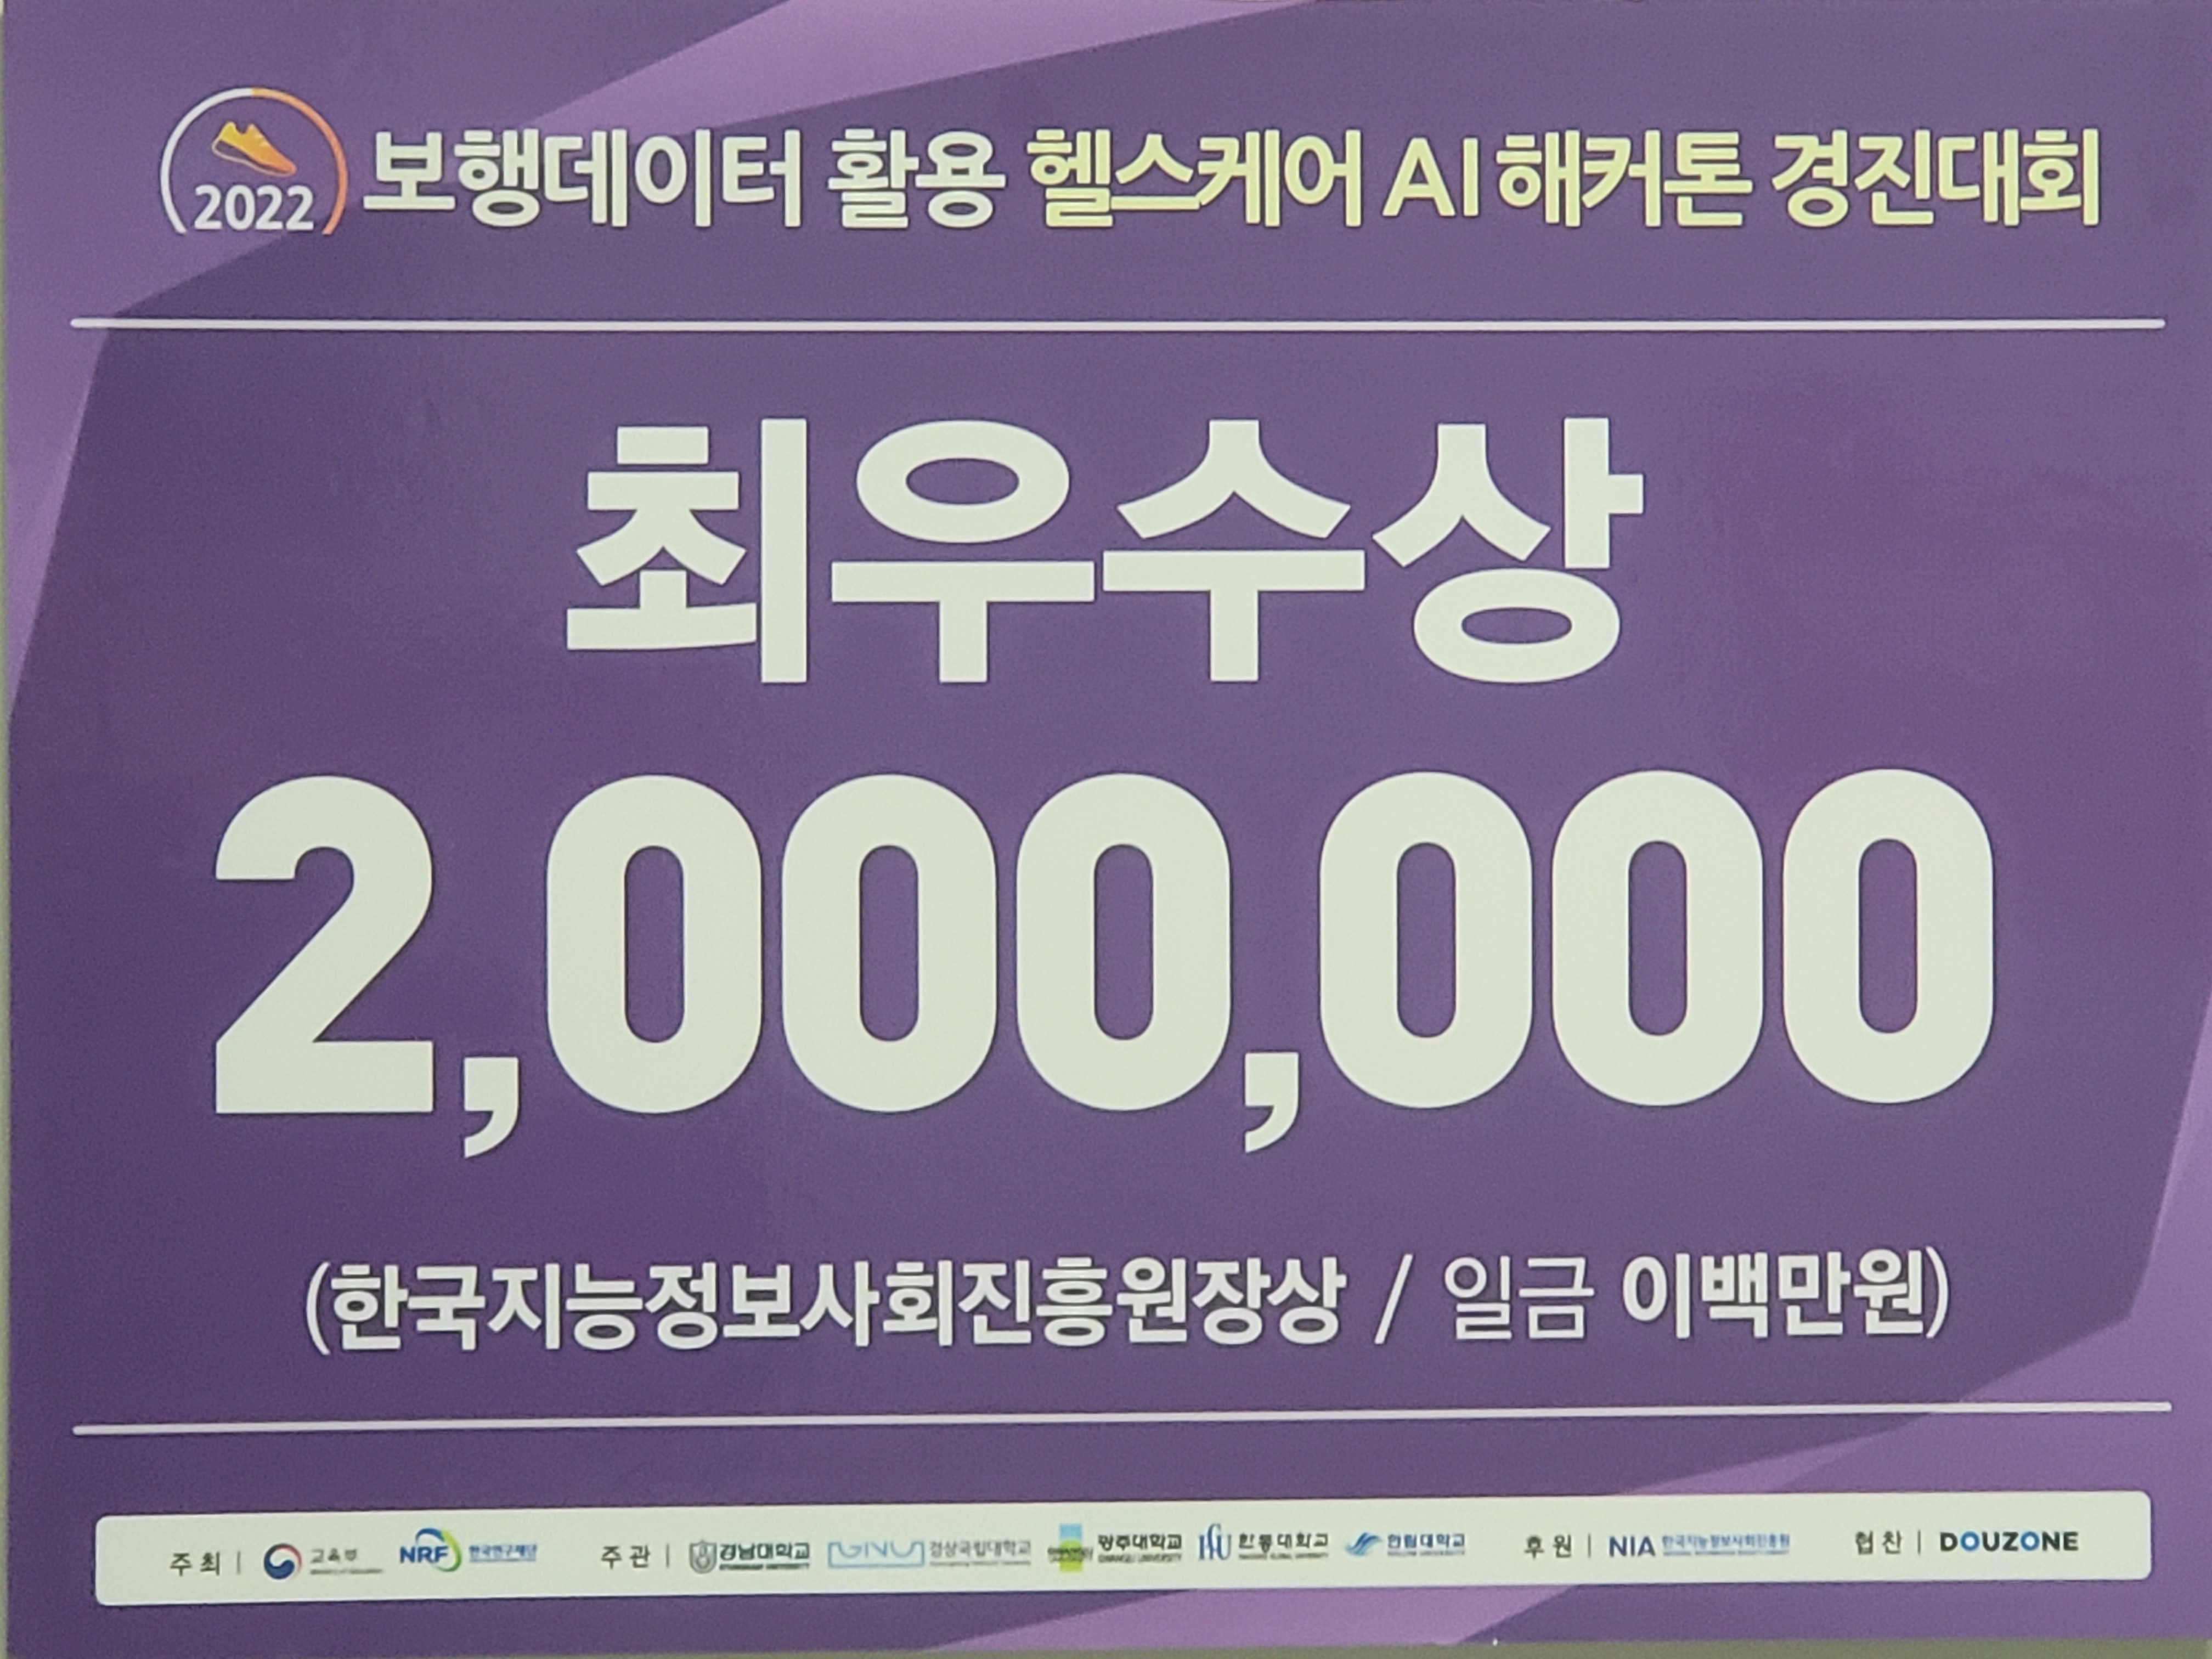 2022 보행데이터 활용 헬스케어 AI 해커톤 경진대회
최우수상
2,000,000
(한국지능정보사회진흥원장상 / 일금 이백만원)
주최 | 교육부 NRF 한국연구재단 주관 | 경남대학교 GNU 경상국립대학교 광주대학교 HGU 한동대학교 한림대학교 후원 | NIA 한국지능정보사회진흥원 협찬 | DOUZONE